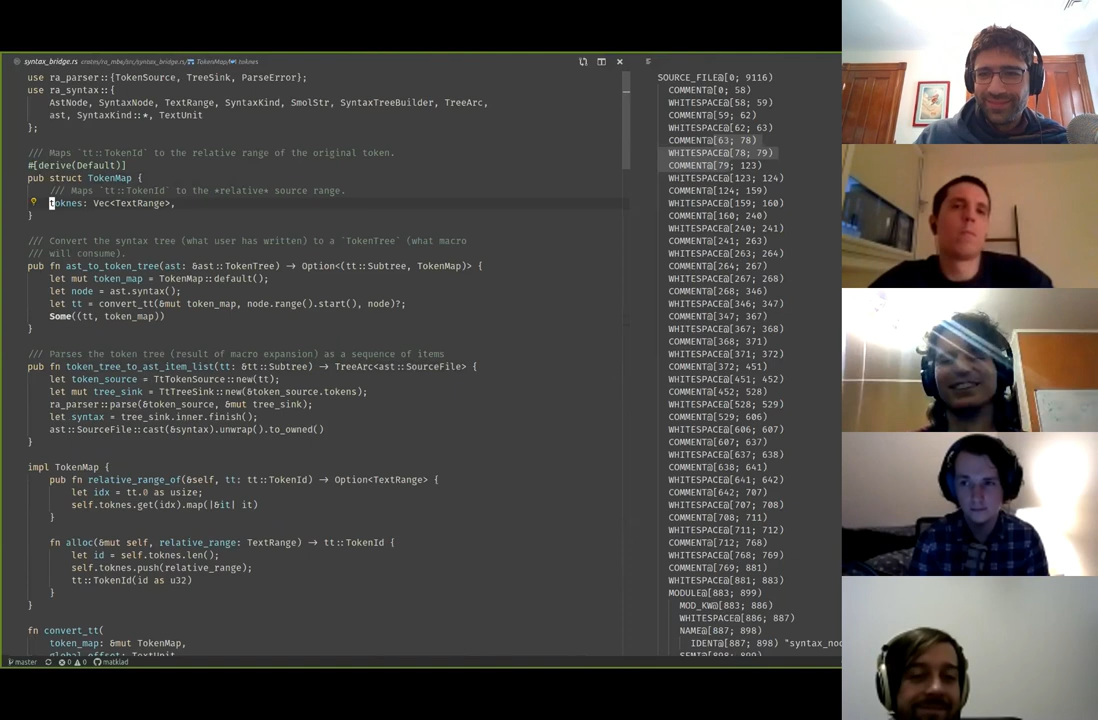 syntax_bridge.rs crates/ra_mbe/src/syntax_bridge.rs/ TokenMap/ toknes
use ra_parser::{TokenSource, TreeSink, ParseError};
use ra_syntax::{
AstNode, SyntaxNode, TextRange, SyntaxKind, SmolStr, SyntaxTreeBuilder, TreeArc,
ast, SyntaxKind::*, TextUnit
};
/// Maps `tt::TokenId` to the relative range of the original token.
#[derive(Default)]
pub struct TokenMap {
/// Maps `tt::TokenId` to the *relative* source range.
toknes: Vec<TextRange>,
}
/// Convert the syntax tree (what user has written) to a `TokenTree` (what macro
/// will consume).
pub fn ast_to_token_tree(ast: &ast::TokenTree) → Option<(tt::Subtree, TokenMap)> {
let mut token_map = TokenMap::default();
let node = ast.syntax();
let tt = convert_tt(&mut token_map, node.range().start(), node)?;
Some((tt, token_map))
}
/// Parses the token tree (result of macro expansion) as a sequence of items
pub fn token_tree_to_ast_item_list(tt: &tt::Subtree) → TreeArc<ast::SourceFile> {
let token_source = TtTokenSource::new(tt);
let mut tree_sink = TtTreeSink::new(&token_source.tokens);
ra_parser::parse(&token_source, &mut tree_sink);
let syntax = tree_sink.inner.finish();
ast::SourceFile::cast(&syntax).unwrap().to_owned()
}
impl TokenMap {
pub fn relative_range_of(&self, tt: tt::TokenId) → Option<TextRange> {
let idx = tt.0 as usize;
self.toknes.get(idx).map(|&it| it)
}
fn alloc(&mut self, relative_range: TextRange) → tt::TokenId {
let id = self.toknes.len();
self.toknes.push(relative_range);
tt::TokenId(id as u32)
}
}
fn convert_tt(
token_map: &mut TokenMap,
global_offset: TextUnit,
master 0 0 matklad
SOURCE_FILE@[0; 9116)
COMMENT@[0; 58)
WHITESPACE@[58; 59)
COMMENT@[59; 62)
WHITESPACE@[62; 63)
COMMENT@[63; 78)
WHITESPACE@[78; 79)
COMMENT@[79; 123)
WHITESPACE@[123; 124)
COMMENT@[124; 159)
WHITESPACE@[159; 160)
COMMENT@[160; 240)
WHITESPACE@[240; 241)
COMMENT@[241; 263)
WHITESPACE@[263; 264)
COMMENT@[264; 267)
WHITESPACE@[267; 268)
COMMENT@[268; 346)
WHITESPACE@[346; 347)
COMMENT@[347; 367)
WHITESPACE@[367; 368)
COMMENT@[368; 371)
WHITESPACE@[371; 372)
COMMENT@[372; 451)
WHITESPACE@[451; 452)
COMMENT@[452; 528)
WHITESPACE@[528; 529)
COMMENT@[529; 606)
WHITESPACE@[606; 607)
COMMENT@[607; 637)
WHITESPACE@[637; 638)
COMMENT@[638; 641)
WHITESPACE@[641; 642)
COMMENT@[642; 707)
WHITESPACE@[707; 708)
COMMENT@[708; 711)
WHITESPACE@[711; 712)
COMMENT@[712; 768)
WHITESPACE@[768; 769)
COMMENT@[769; 881)
WHITESPACE@[881; 883)
MODULE@[883; 899)
MOD_KW@[883; 886)
WHITESPACE@[886; 887)
NAME@[887; 898)
IDENT@[887; 898) "syntax_no
SEMI@[898; 899)